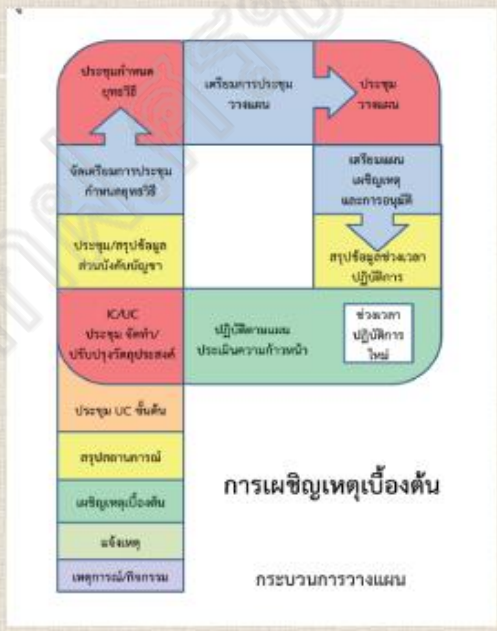 ประชุมกำหนด
ยุทธวิธี
เตรียมการประชุม
วางแผน
ประชุม
วางแผน
จัดเตรียมการประชุม
กำหนดยุทธวิธี
เตรียมแผน
เผชิญเหตุ
และการอนุมัติ
ประชุม/สรุปข้อมูล
ส่วนบังคับบัญชา
สรุปข้อมูลช่วงเวลา
ปฏิบัติการ
IC/UC
ประชุม จัดทำ/
ปรับปรุงวัตถุประสงค์
ปฏิบัติตามแผน
ประเมินความก้าวหน้า
ช่วงเวลา
ปฏิบัติการ
ใหม่
ประชุม UC ขั้นต้น
สรุปสถานการณ์
เผชิญเหตุเบื้องต้น
แจ้งเหตุ
เหตุการณ์/กิจกรรม
การเผชิญเหตุเบื้องต้น
กระบวนการวางแผน